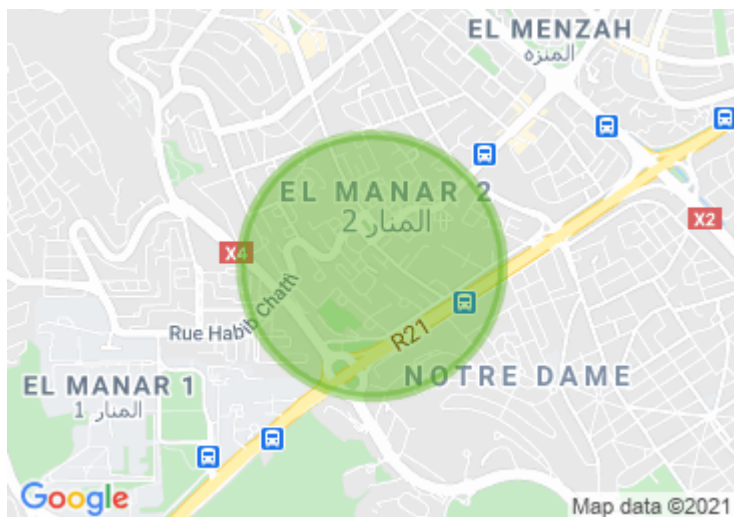 EL MENZAH
المنزه
EL MANAR 2
المنار 2
X2
X4
Rue Habib Chatti
R21
NOTRE DAME
EL MANAR 1
المنار 1
Google
Map data ©2021